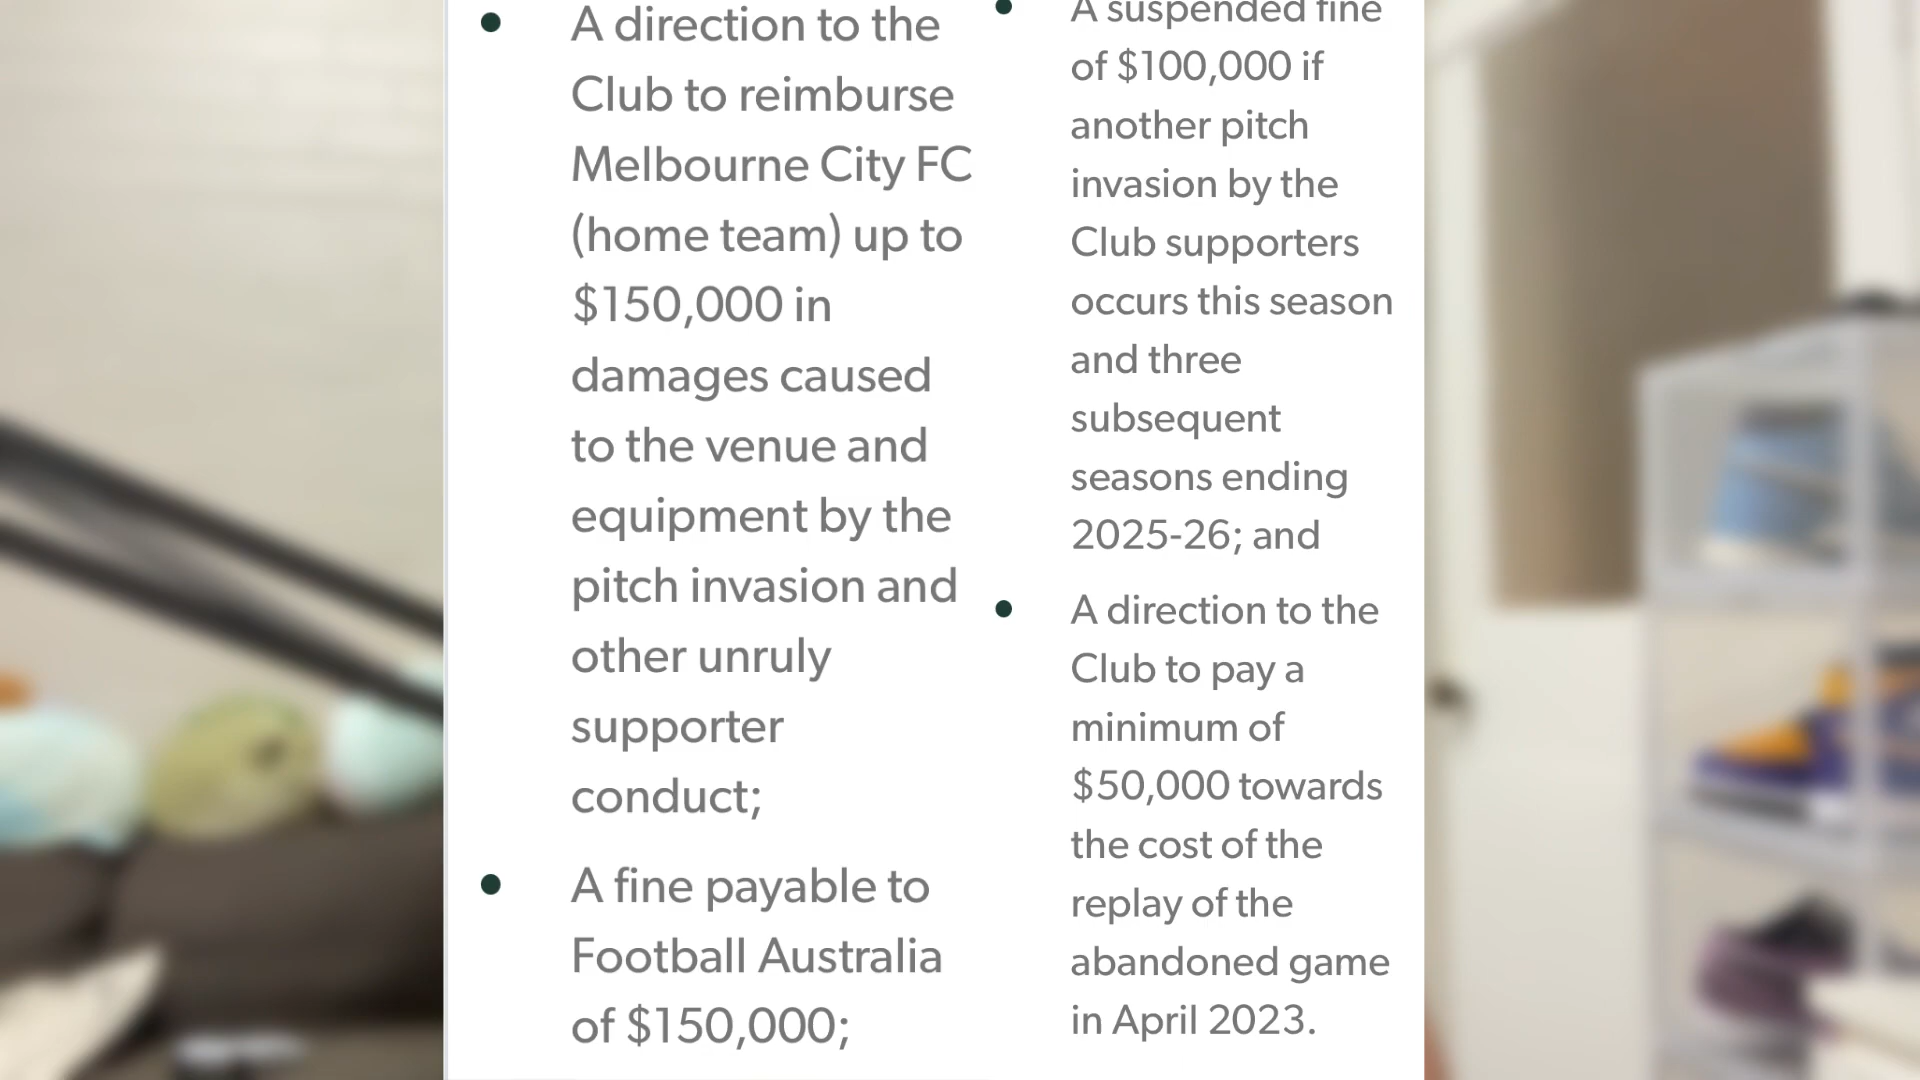 • A direction to the
Club to reimburse
Melbourne City FC
(home team) up to
$150,000 in
damages caused
to the venue and
equipment by the
pitch invasion and
other unruly
supporter
conduct;
• A fine payable to
Football Australia
of $150,000;
• A suspended fine
of $100,000 if
another pitch
invasion by the
Club supporters
occurs this season
and three
subsequent
seasons ending
2025-26; and
• A direction to the
Club to pay a
minimum of
$50,000 towards
the cost of the
replay of the
abandoned game
in April 2023.